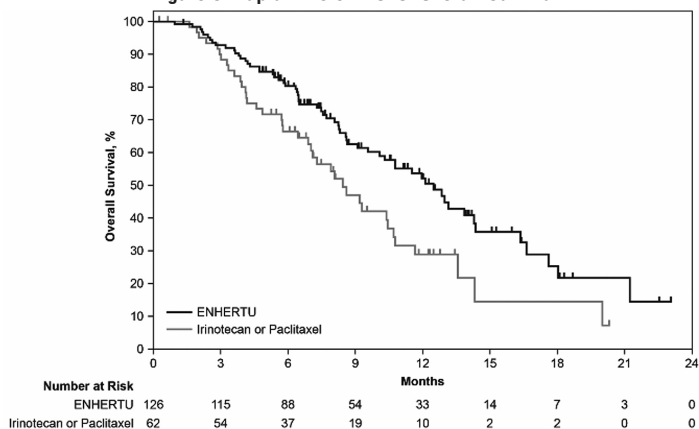 100
90
80
70
60
50
40
30
20
10
0
Overall Survival, %
ENHERTU
Irinotecan or Paclitaxel
0 3 6 9 12 15 18 21 24
Months
Number at Risk
ENHERTU 126 115 88 54 33 14 7 3 0
Irinotecan or Paclitaxel 62 54 37 19 10 2 2 0 0